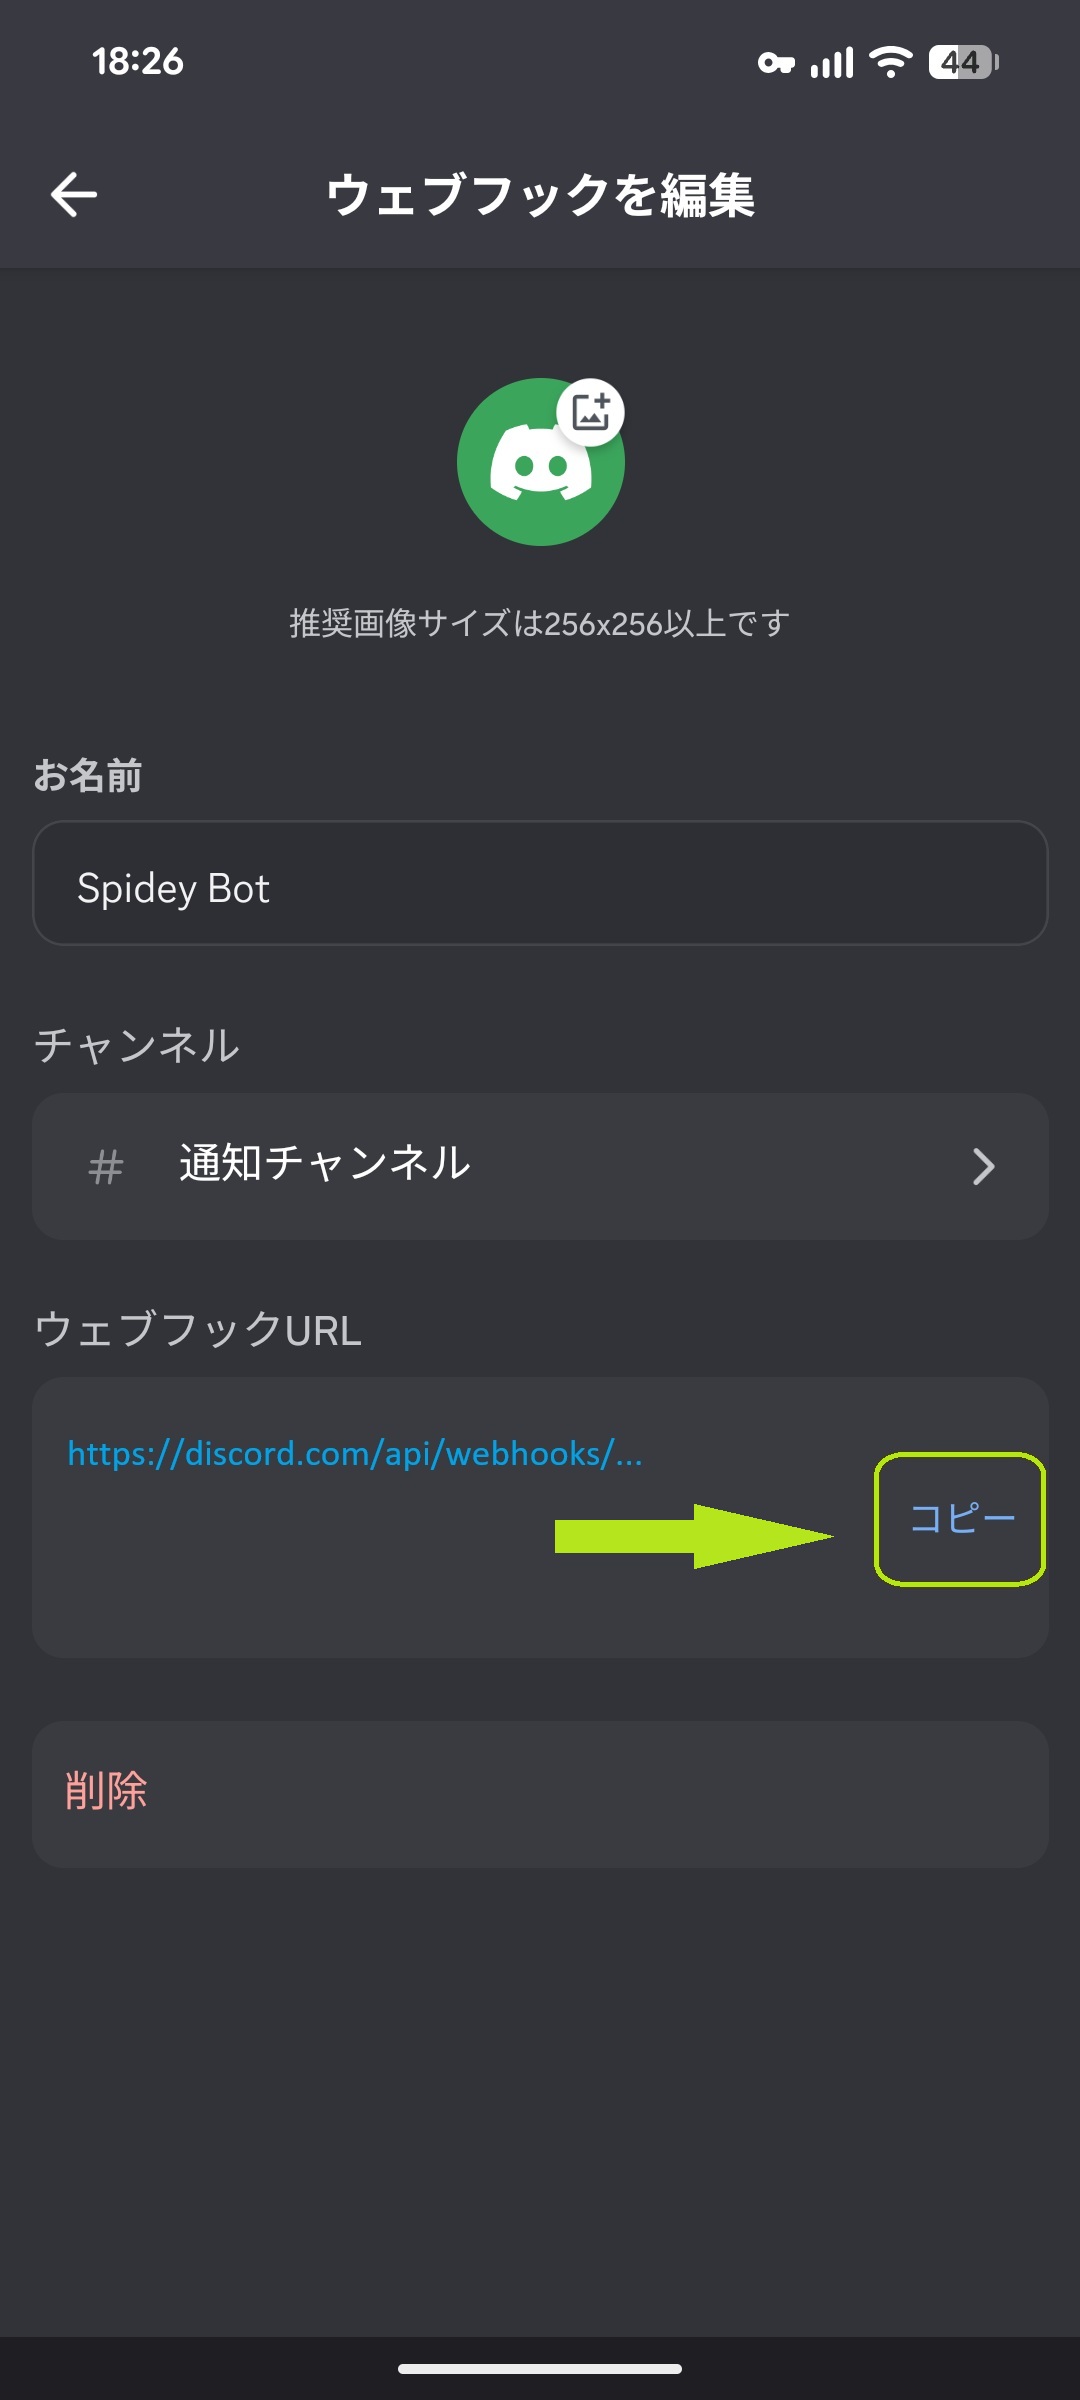 18:26
44
ウェブフックを編集
推奨画像サイズは256x256以上です
お名前
Spidey Bot
チャンネル
# 通知チャンネル
ウェブフックURL
https://discord.com/api/webhooks/...
コピー
削除